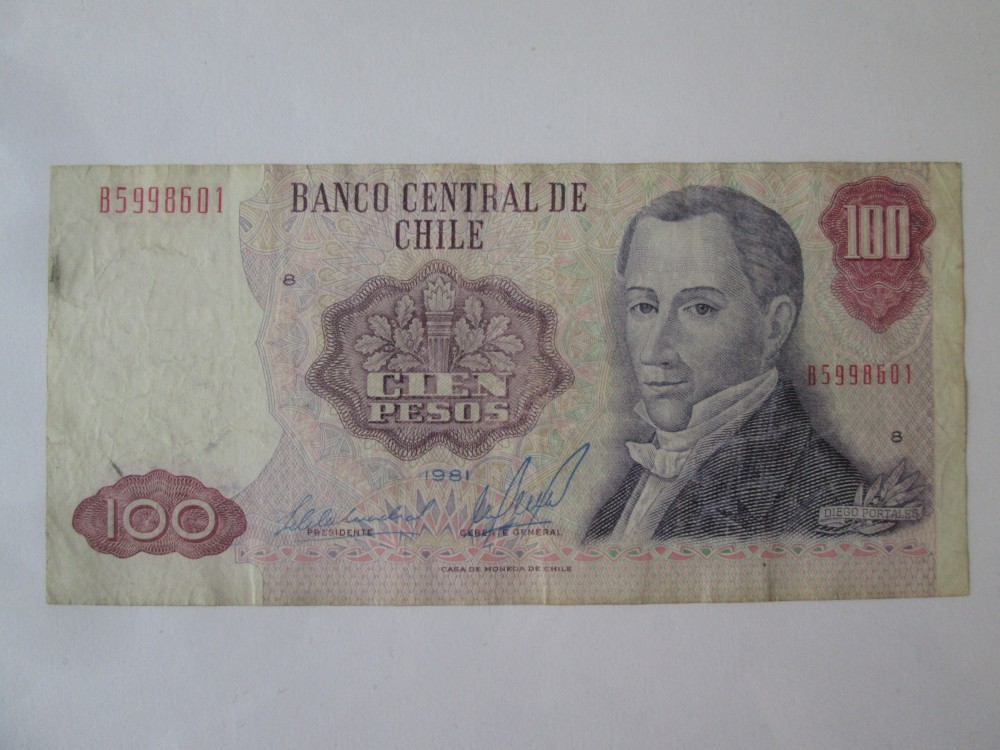 B5998601
BANCO CENTRAL DE
CHILE
100
8
CIEN
PESOS
B5998601
8
1981
100
PRESIDENTE
GERENTE GENERAL
DIEGO PORTALES
CASA DE MONEDA DE CHILE